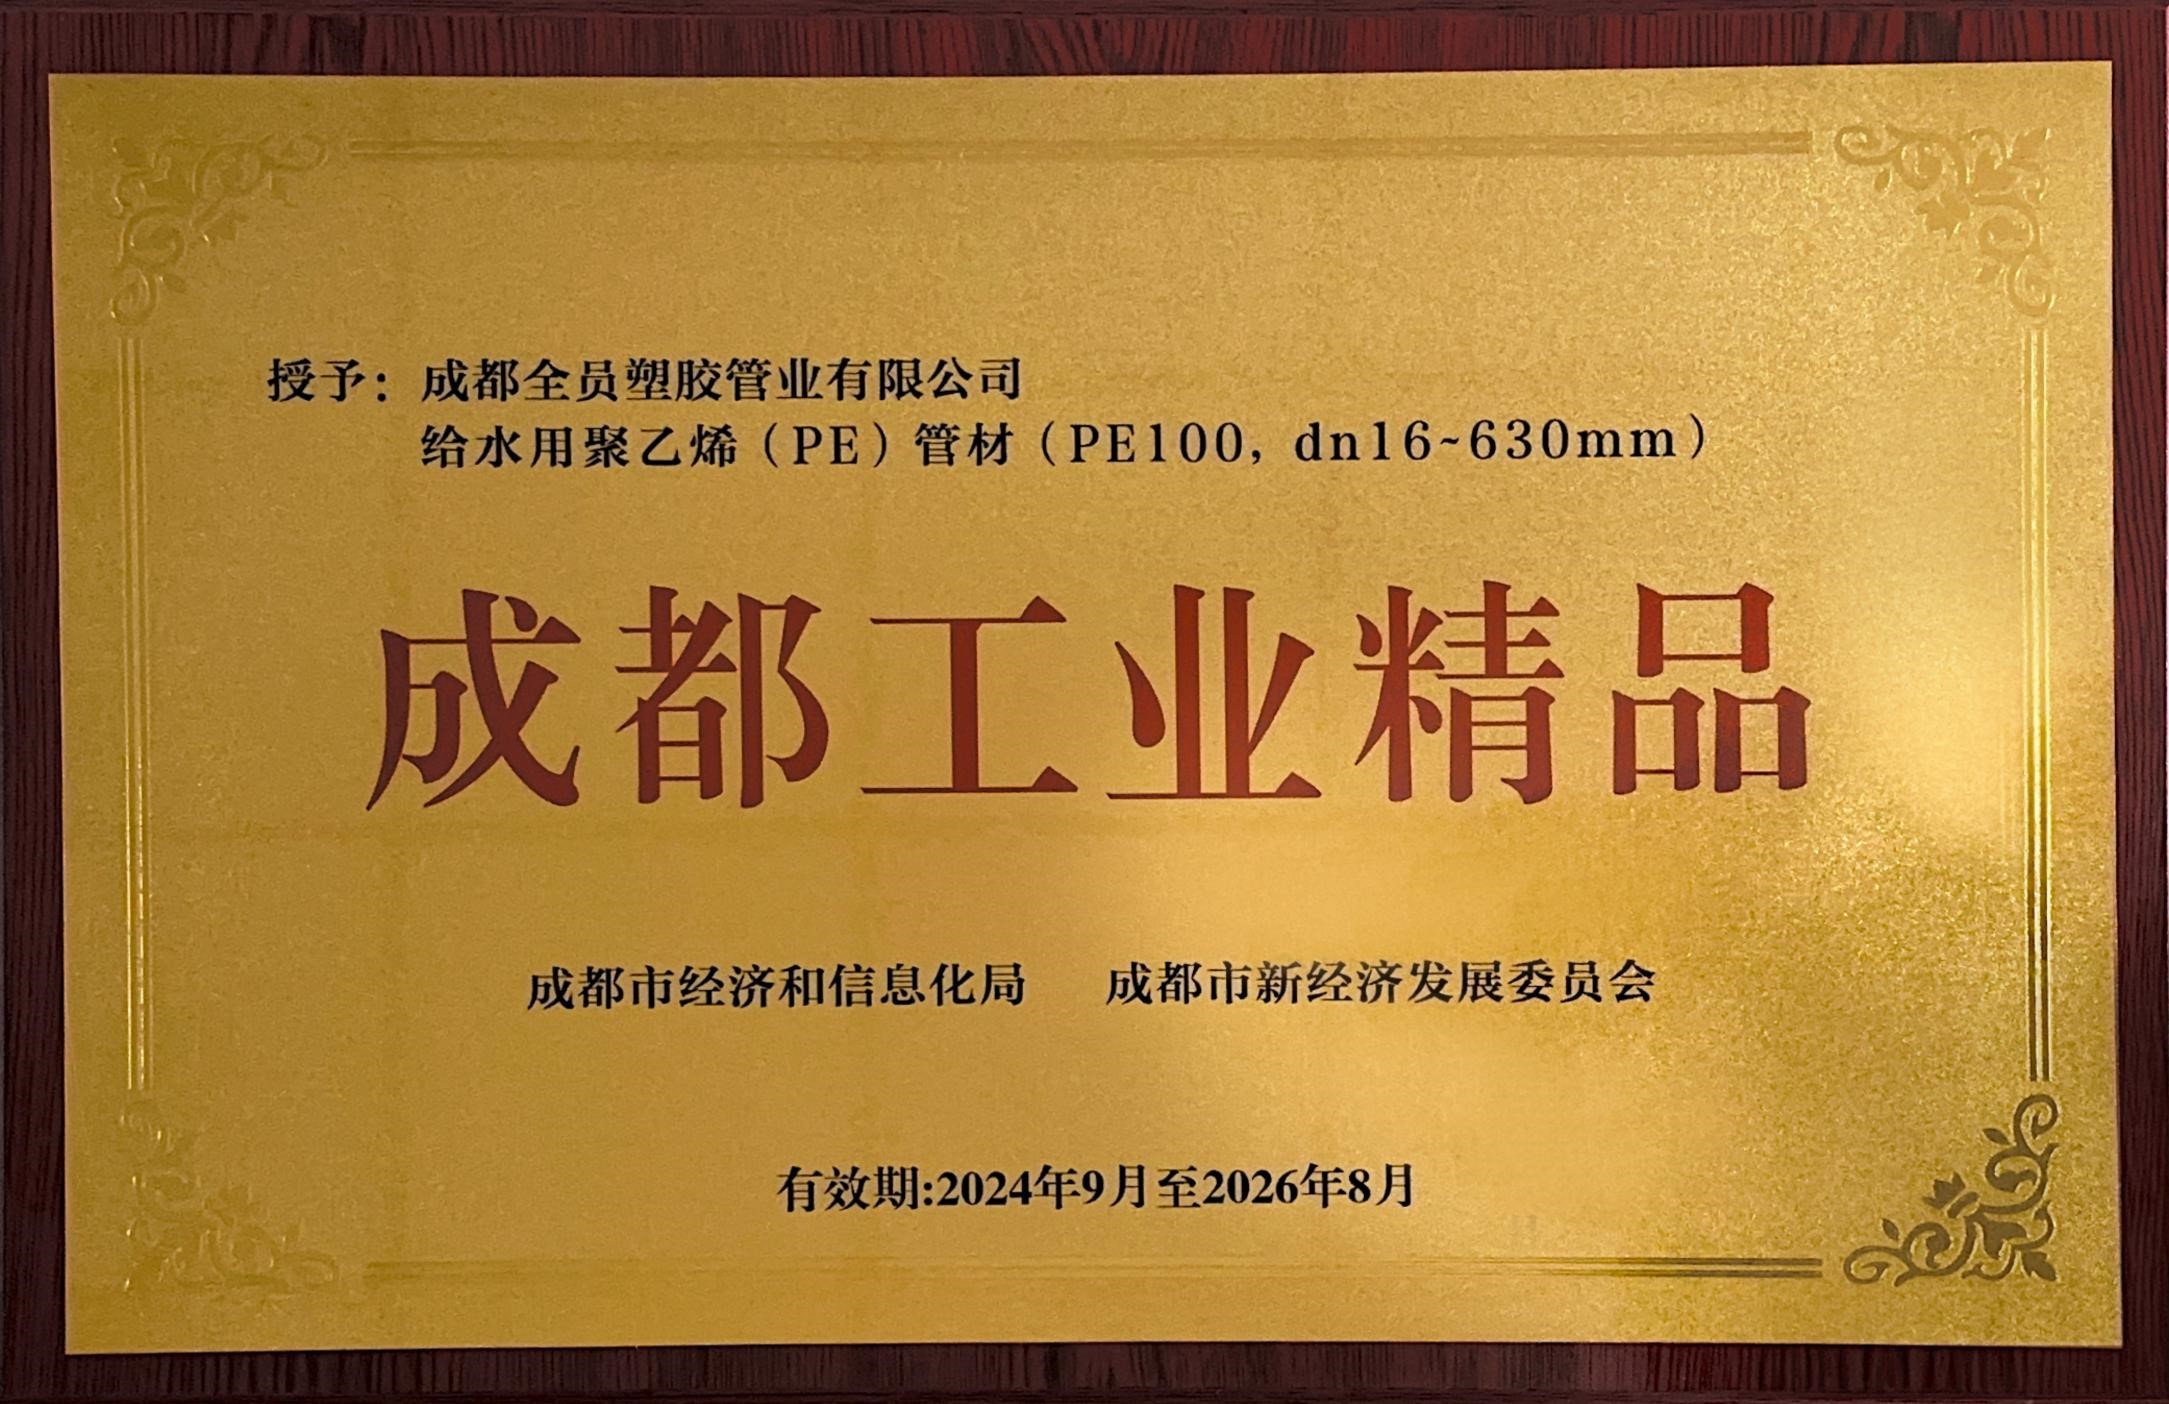 授予：成都全员塑胶管业有限公司
给水用聚乙烯（PE）管材（PE100，dn16~630mm）
成都工业精品
成都市经济和信息化局 成都市新经济发展委员会
有效期:2024年9月至2026年8月